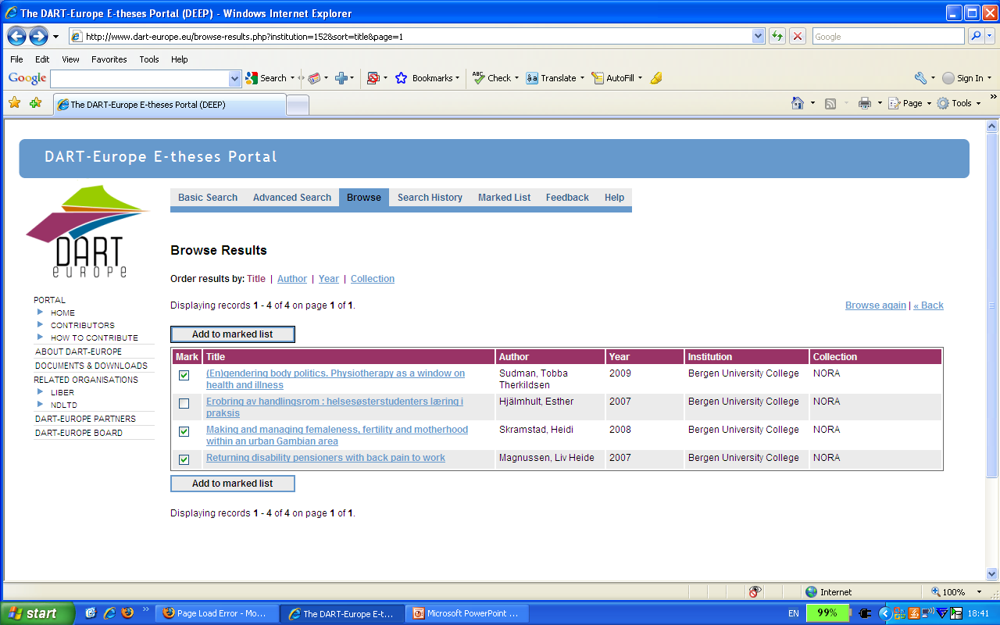 The DART-Europe E-theses Portal (DEEP) - Windows Internet Explorer
http://www.dart-europe.eu/browse-results.php?institution=152&sort=title&page=1
Google
File Edit View Favorites Tools Help
Google Search Bookmarks ABC Check Translate AutoFill Sign In
The DART-Europe E-theses Portal (DEEP) Page Tools
DART-Europe E-theses Portal
Basic Search Advanced Search Browse Search History Marked List Feedback Help
DART
europe
Browse Results
Order results by: Title | Author | Year | Collection
Displaying records 1 - 4 of 4 on page 1 of 1.
Browse again | « Back
PORTAL
HOME
CONTRIBUTORS
HOW TO CONTRIBUTE
ABOUT DART-EUROPE
DOCUMENTS & DOWNLOADS
RELATED ORGANISATIONS
LIBER
NDLTD
DART-EUROPE PARTNERS
DART-EUROPE BOARD
Add to marked list
Mark Title Author Year Institution Collection
(En)gendering body politics. Physiotherapy as a window on Sudman, Tobba 2009 Bergen University College NORA
health and illness Therkildsen
Erobring av handlingsrom : helsesøsterstudenters læring i Hjälmhult, Esther 2007 Bergen University College NORA
praksis
Making and managing femaleness, fertility and motherhood Skramstad, Heidi 2008 Bergen University College NORA
within an urban Gambian area
Returning disability pensioners with back pain to work Magnussen, Liv Heide 2007 Bergen University College NORA
Add to marked list
Displaying records 1 - 4 of 4 on page 1 of 1.
Internet 100%
start Page Load Error - Mo... The DART-Europe E-t... Microsoft PowerPoint ... EN 99% 18:41